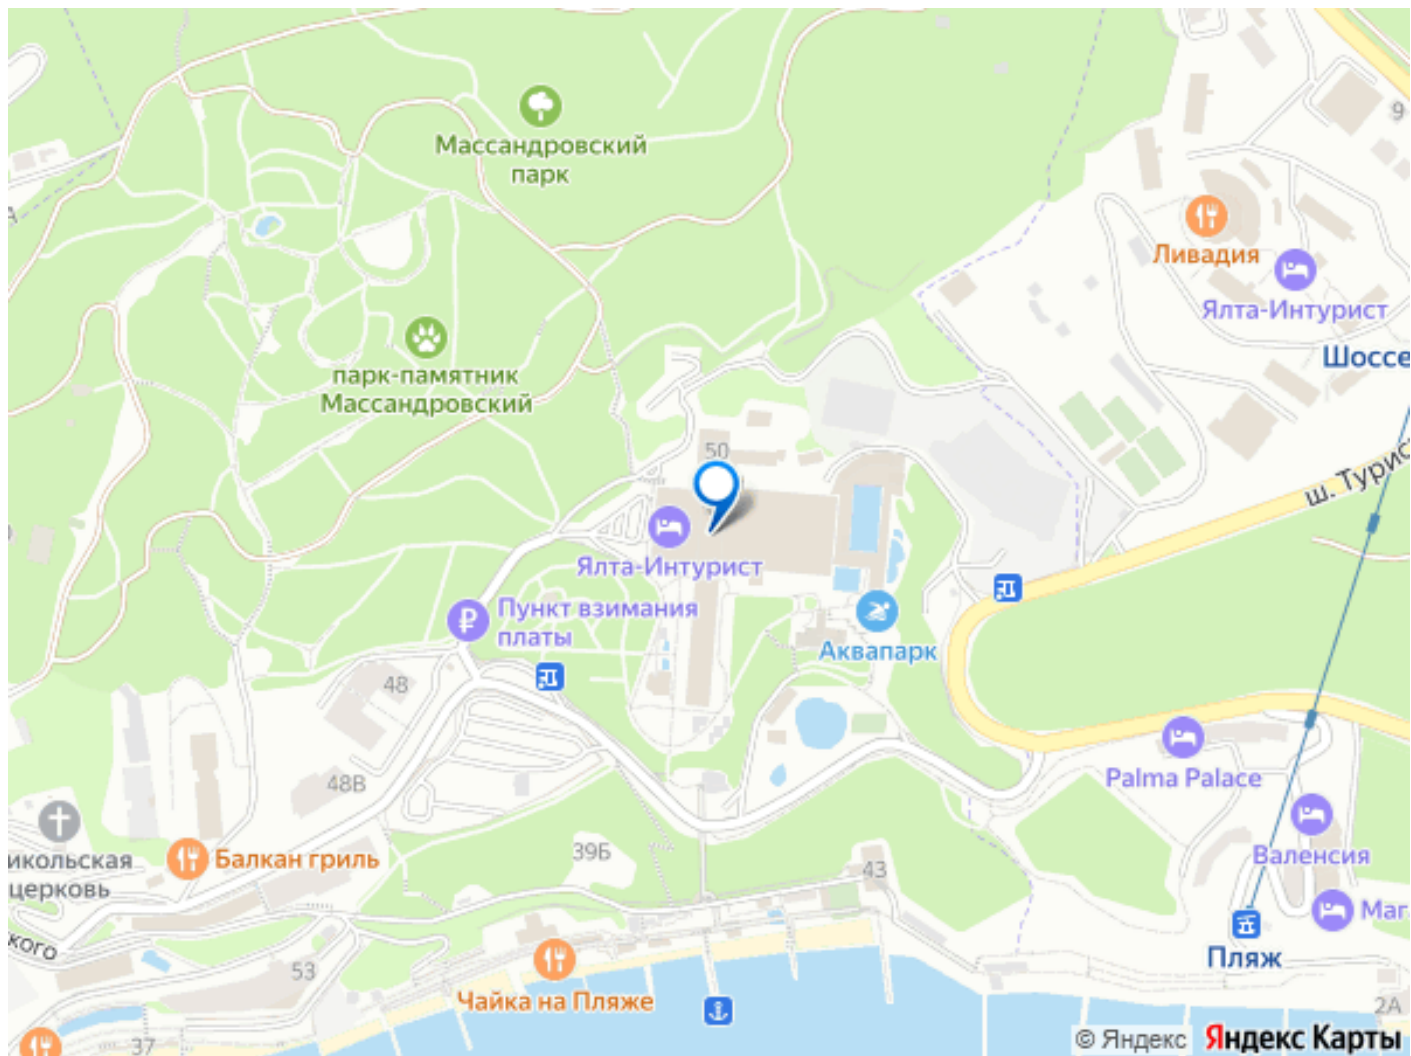 Массандровский
парк
9
Ливадия
Ялта-Интурист
Шоссе
парк-памятник
Массандровский
50
ш. Турис
Ялта-Интурист
Пункт взимания
платы
Аквапарк
48
48В
Palma Palace
39Б
43
икольская
церковь
Балкан гриль
Валенсия
Маг
кого
53
Пляж
Чайка на Пляже
2А
37
© Яндекс Яндекс Карты